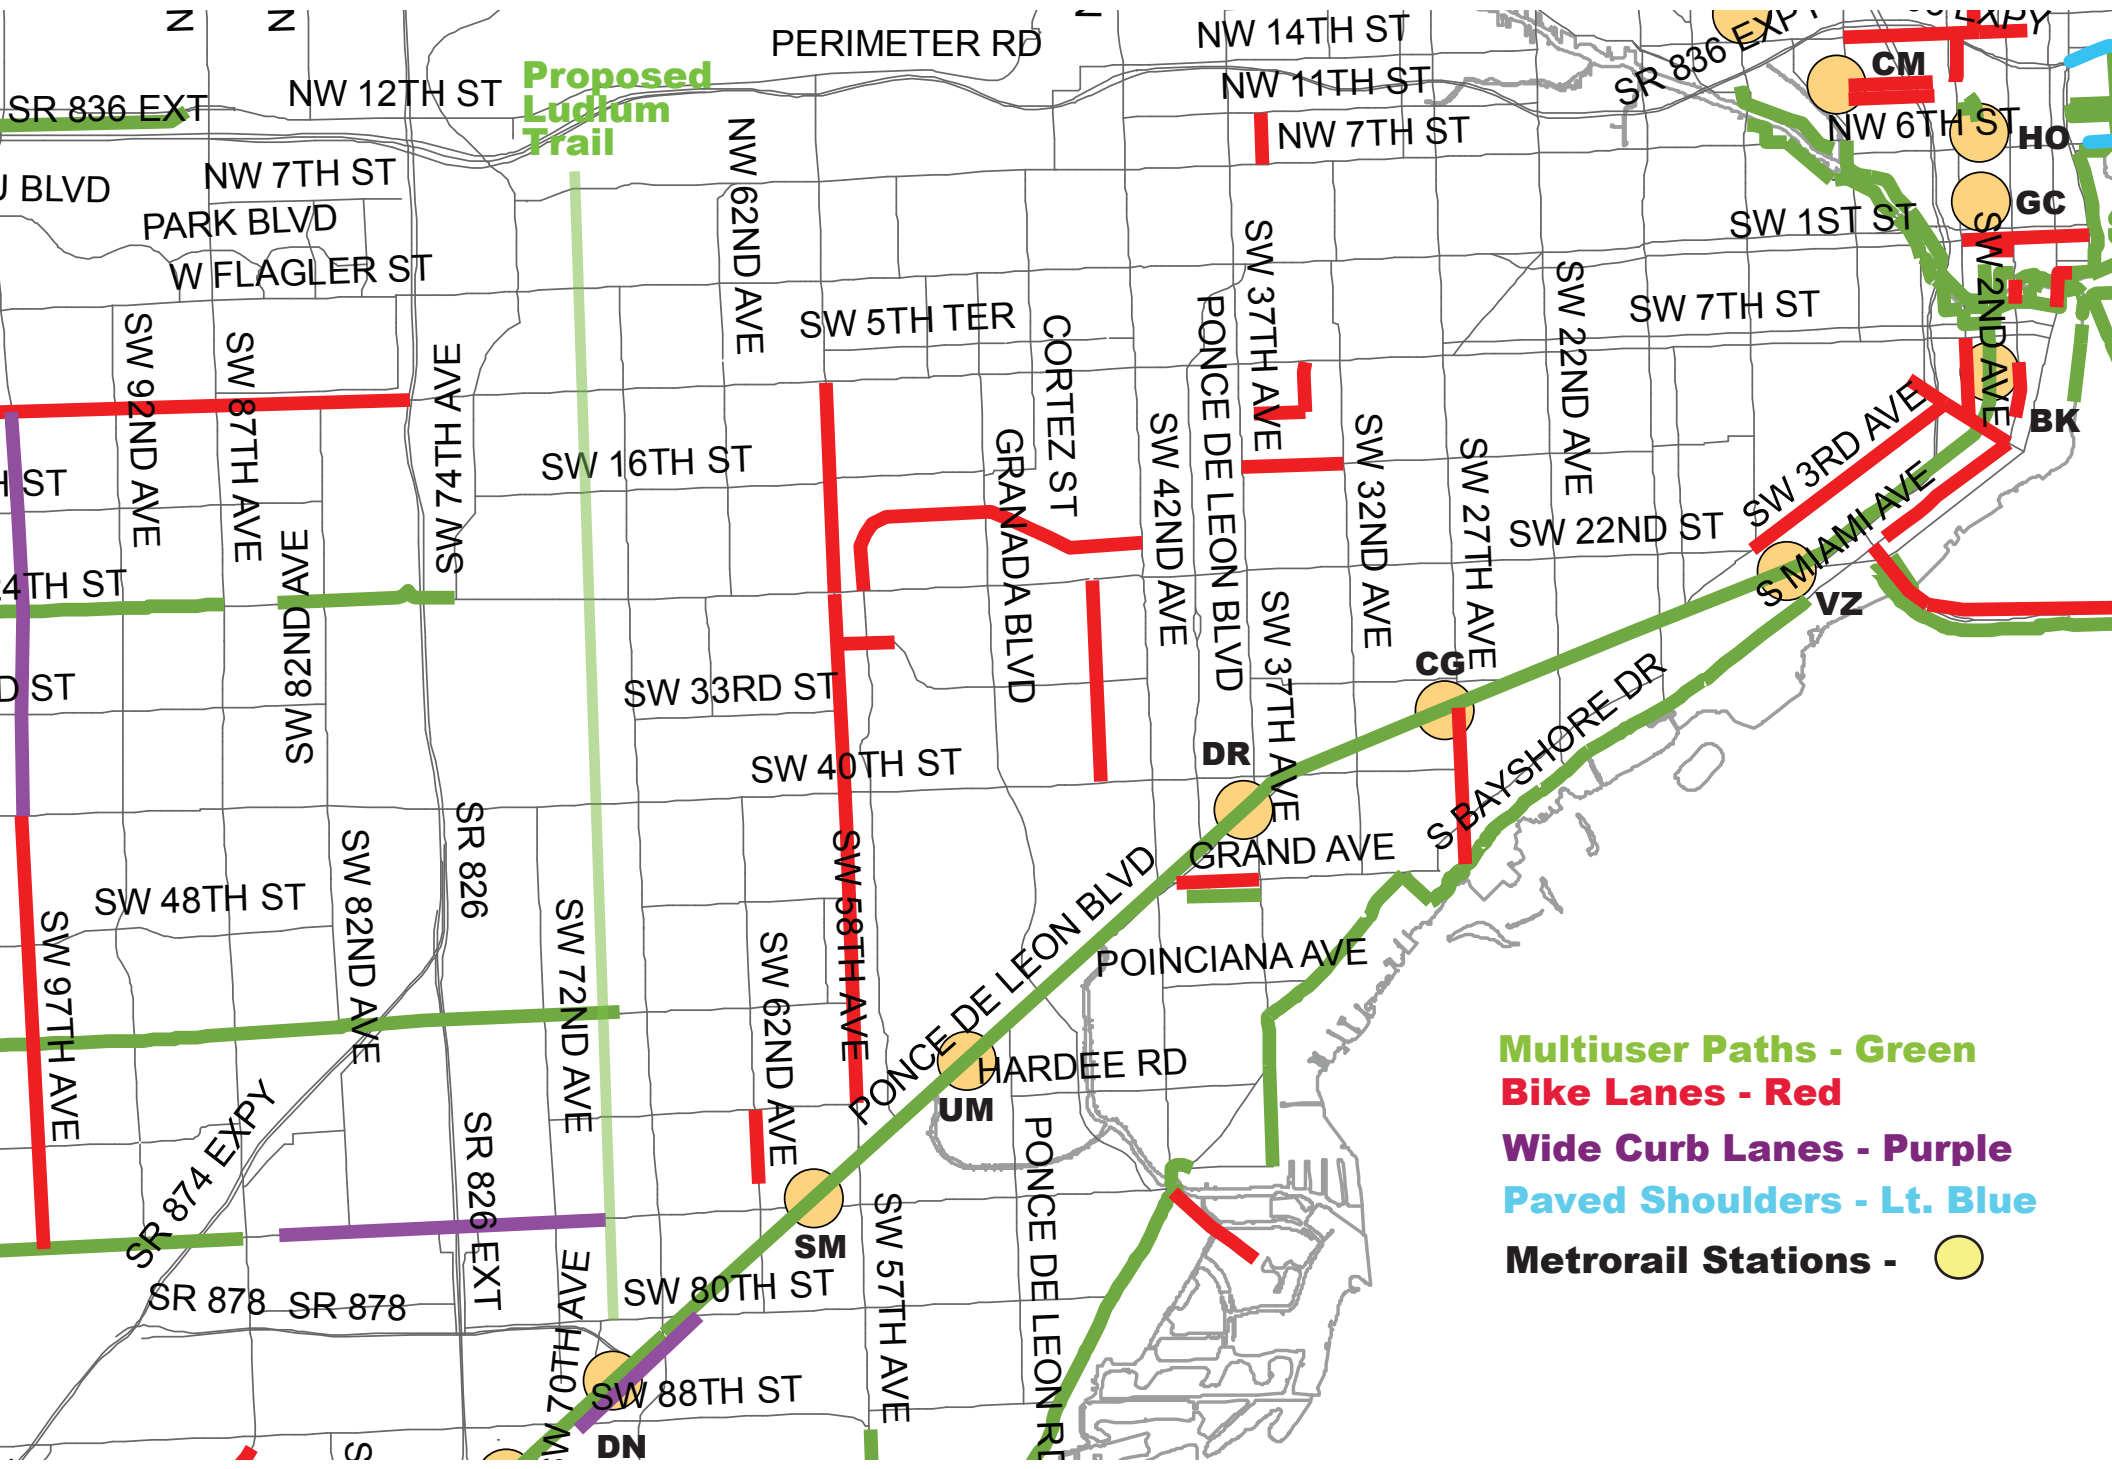 N
N
PERIMETER RD
NW 14TH ST
SR 836 EXPY
EXPY
CM
SR 836 EXT
NW 12TH ST
Proposed
Ludlum
Trail
NW 11TH ST
NW 7TH ST
NW 6TH ST
HO
U BLVD
NW 7TH ST
PARK BLVD
W FLAGLER ST
NW 62ND AVE
SW 37TH AVE
SW 1ST ST
GC
SW 2ND AVE
SW 92ND AVE
SW 87TH AVE
SW 74TH AVE
SW 5TH TER
CORTEZ ST
PONCE DE LEON BLVD
SW 22ND AVE
SW 7TH ST
BK
H ST
SW 16TH ST
GRANADA BLVD
SW 42ND AVE
SW 32ND AVE
SW 27TH AVE
SW 22ND ST
SW 3RD AVE
S MIAMI AVE
VZ
24TH ST
SW 82ND AVE
D ST
SW 33RD ST
SW 37TH AVE
CG
DR
SW 40TH ST
S BAYSHORE DR
SR 826
SW 82ND AVE
SW 58TH AVE
GRAND AVE
SW 48TH ST
SW 97TH AVE
SW 72ND AVE
SW 62ND AVE
PONCE DE LEON BLVD
POINCIANA AVE
HARDEE RD
UM
SR 874 EXPY
SR 826 EXT
PONCE DE LEON RD
SM
SW 57TH AVE
SR 878
SR 878
SW 80TH ST
SW 70TH AVE
SW 88TH ST
DN
S
Multiuser Paths - Green
Bike Lanes - Red
Wide Curb Lanes - Purple
Paved Shoulders - Lt. Blue
Metrorail Stations -